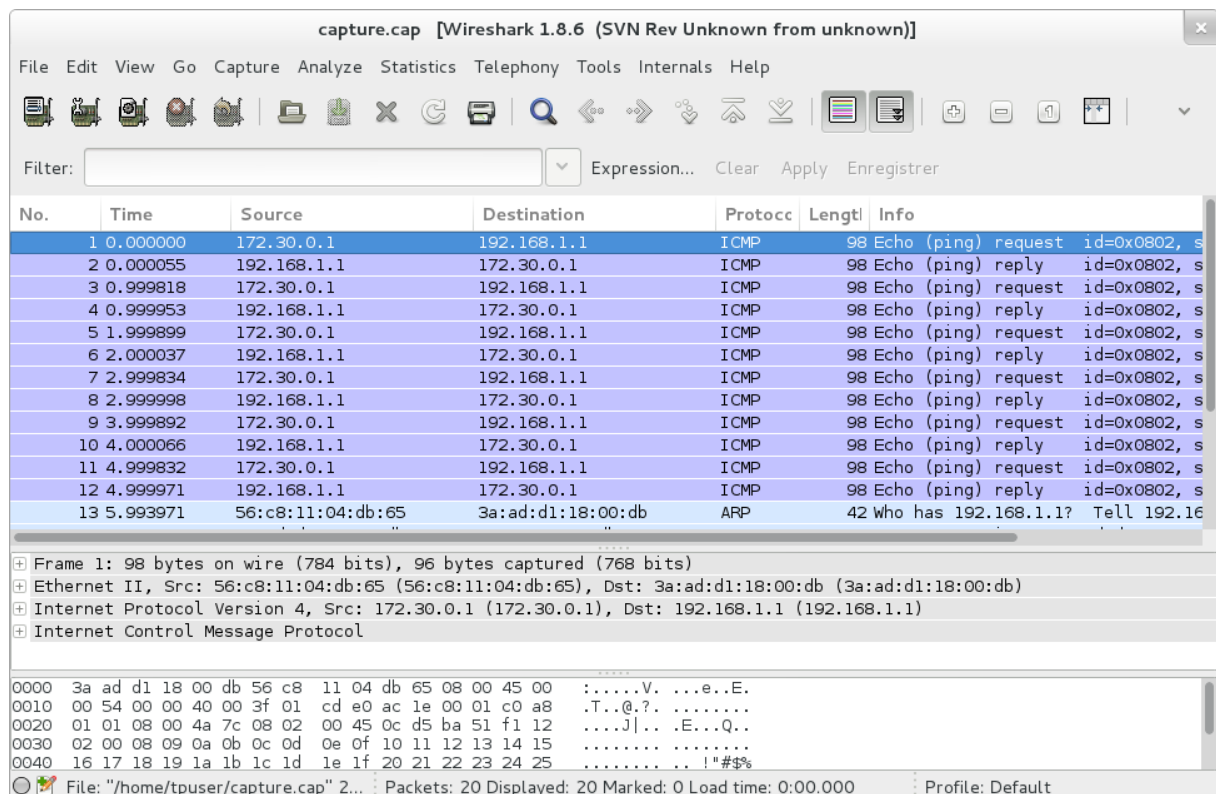 capture.cap [Wireshark 1.8.6 (SVN Rev Unknown from unknown)]
File Edit View Go Capture Analyze Statistics Telephony Tools Internals Help
Filter: Expression... Clear Apply Enregistrer
No. Time Source Destination Protocc Lengtl Info
1 0.000000 172.30.0.1 192.168.1.1 ICMP 98 Echo (ping) request id=0x0802, s
2 0.000055 192.168.1.1 172.30.0.1 ICMP 98 Echo (ping) reply id=0x0802, s
3 0.999818 172.30.0.1 192.168.1.1 ICMP 98 Echo (ping) request id=0x0802, s
4 0.999953 192.168.1.1 172.30.0.1 ICMP 98 Echo (ping) reply id=0x0802, s
5 1.999899 172.30.0.1 192.168.1.1 ICMP 98 Echo (ping) request id=0x0802, s
6 2.000037 192.168.1.1 172.30.0.1 ICMP 98 Echo (ping) reply id=0x0802, s
7 2.999834 172.30.0.1 192.168.1.1 ICMP 98 Echo (ping) request id=0x0802, s
8 2.999998 192.168.1.1 172.30.0.1 ICMP 98 Echo (ping) reply id=0x0802, s
9 3.999892 172.30.0.1 192.168.1.1 ICMP 98 Echo (ping) request id=0x0802, s
10 4.000066 192.168.1.1 172.30.0.1 ICMP 98 Echo (ping) reply id=0x0802, s
11 4.999832 172.30.0.1 192.168.1.1 ICMP 98 Echo (ping) request id=0x0802, s
12 4.999971 192.168.1.1 172.30.0.1 ICMP 98 Echo (ping) reply id=0x0802, s
13 5.993971 56:c8:11:04:db:65 3a:ad:d1:18:00:db ARP 42 Who has 192.168.1.1? Tell 192.16
Frame 1: 98 bytes on wire (784 bits), 96 bytes captured (768 bits)
Ethernet II, Src: 56:c8:11:04:db:65 (56:c8:11:04:db:65), Dst: 3a:ad:d1:18:00:db (3a:ad:d1:18:00:db)
Internet Protocol Version 4, Src: 172.30.0.1 (172.30.0.1), Dst: 192.168.1.1 (192.168.1.1)
Internet Control Message Protocol
0000 3a ad d1 18 00 db 56 c8 11 04 db 65 08 00 45 00 :.....V. ...e..E.
0010 00 54 00 00 40 00 3f 01 cd e0 ac 1e 00 01 c0 a8 .T..@.?. ........
0020 01 01 08 00 4a 7c 08 02 00 45 0c d5 ba 51 f1 12 ....J|.. .E...Q..
0030 02 00 08 09 0a 0b 0c 0d 0e 0f 10 11 12 13 14 15 ........ ........
0040 16 17 18 19 1a 1b 1c 1d 1e 1f 20 21 22 23 24 25 ........ .. !"#$%
File: "/home/tpuser/capture.cap" 2... Packets: 20 Displayed: 20 Marked: 0 Load time: 0:00.000 Profile: Default